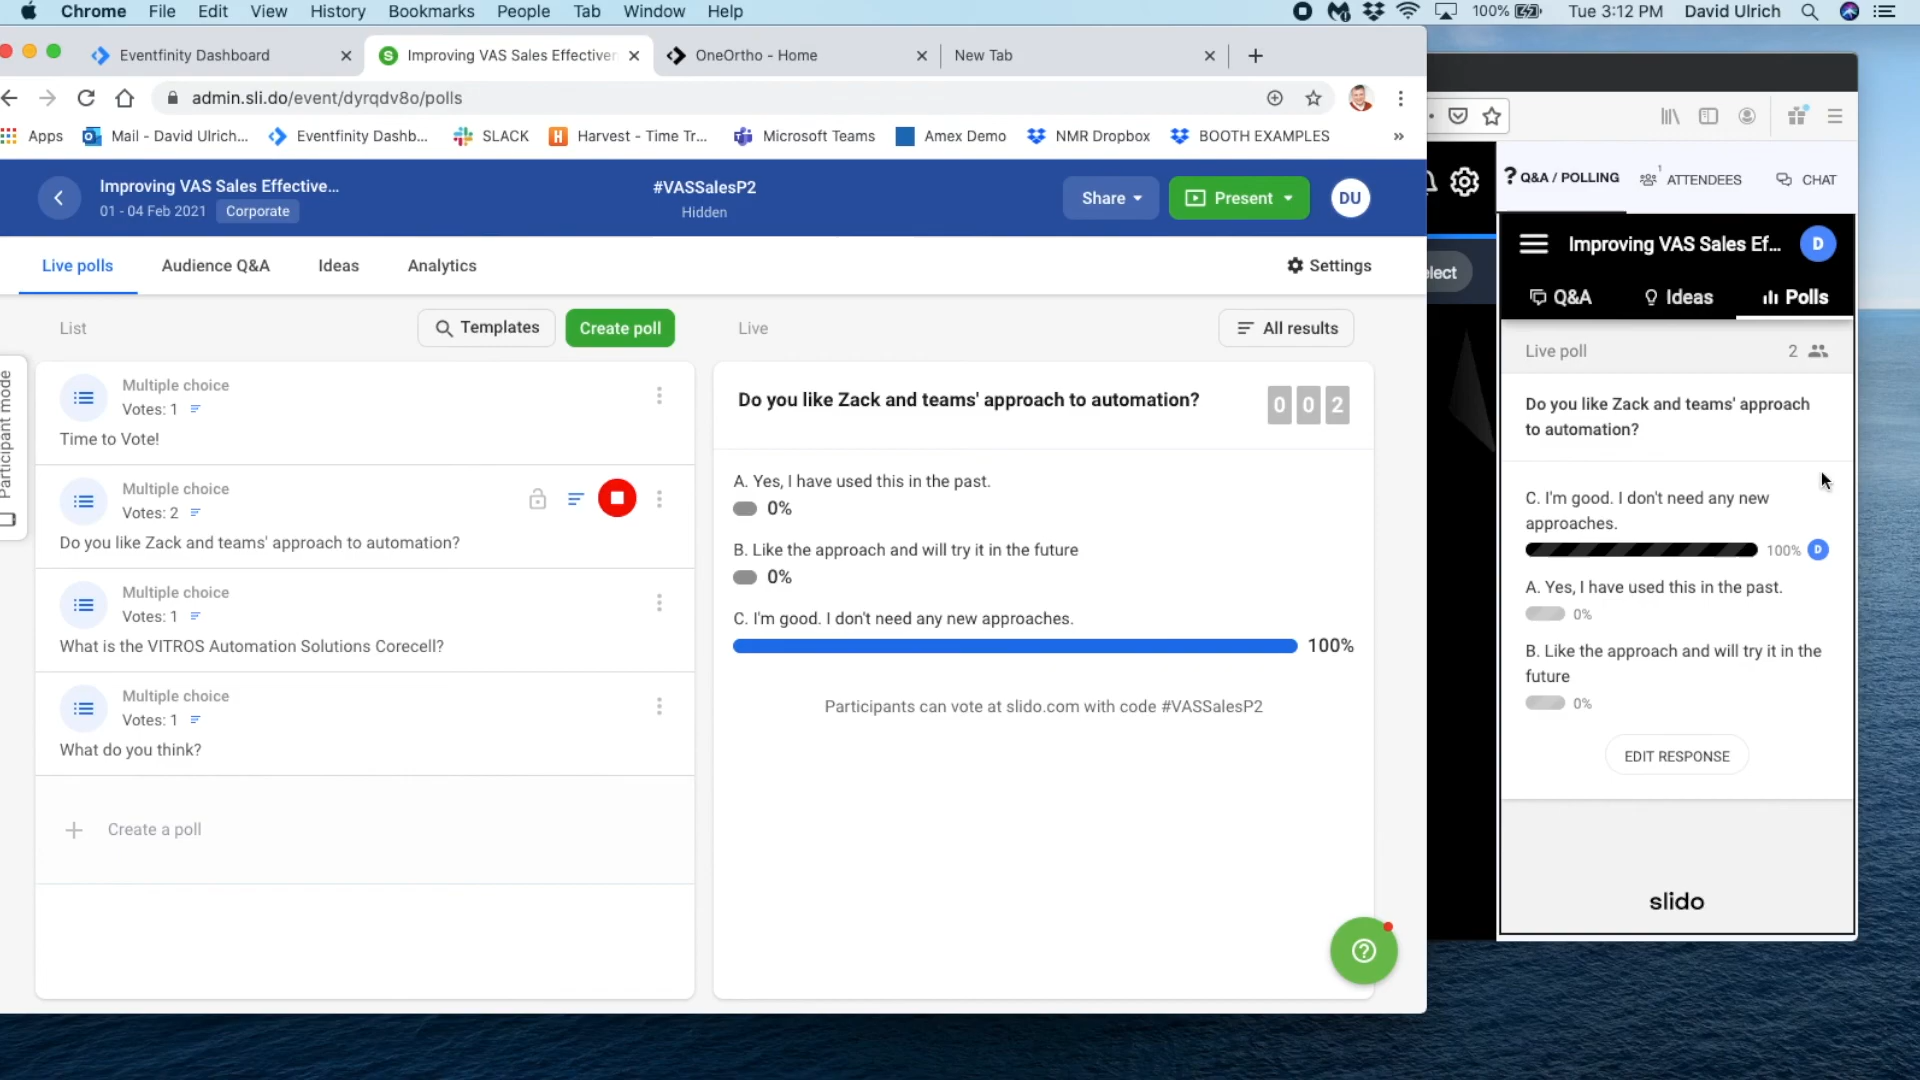 Chrome File Edit View History Bookmarks People Tab Window Help
100% Tue 3:12 PM David Ulrich
Eventfinity Dashboard
Improving VAS Sales Effectiven
OneOrtho - Home
New Tab
admin.sli.do/event/dyrqdv8o/polls
Apps
Mail - David Ulrich...
Eventfinity Dashb...
SLACK
Harvest - Time Tr...
Microsoft Teams
Amex Demo
NMR Dropbox
BOOTH EXAMPLES
»
Improving VAS Sales Effective...
01 - 04 Feb 2021 Corporate
#VASSalesP2
Hidden
Share
Present
DU
Live polls
Audience Q&A
Ideas
Analytics
Settings
Participant mode
List
Templates
Create poll
Multiple choice
Votes: 1
Time to Vote!
Multiple choice
Votes: 2
Do you like Zack and teams' approach to automation?
Multiple choice
Votes: 1
What is the VITROS Automation Solutions Corecell?
Multiple choice
Votes: 1
What do you think?
Create a poll
Live
All results
Do you like Zack and teams' approach to automation?
0 0 2
A. Yes, I have used this in the past.
0%
B. Like the approach and will try it in the future
0%
C. I'm good. I don't need any new approaches.
100%
Participants can vote at slido.com with code #VASSalesP2
elect
Q&A / POLLING
1 ATTENDEES
CHAT
Improving VAS Sales Ef...
D
Q&A
Ideas
Polls
Live poll
2
Do you like Zack and teams' approach
to automation?
C. I'm good. I don't need any new
approaches.
100% D
A. Yes, I have used this in the past.
0%
B. Like the approach and will try it in the
future
0%
EDIT RESPONSE
slido